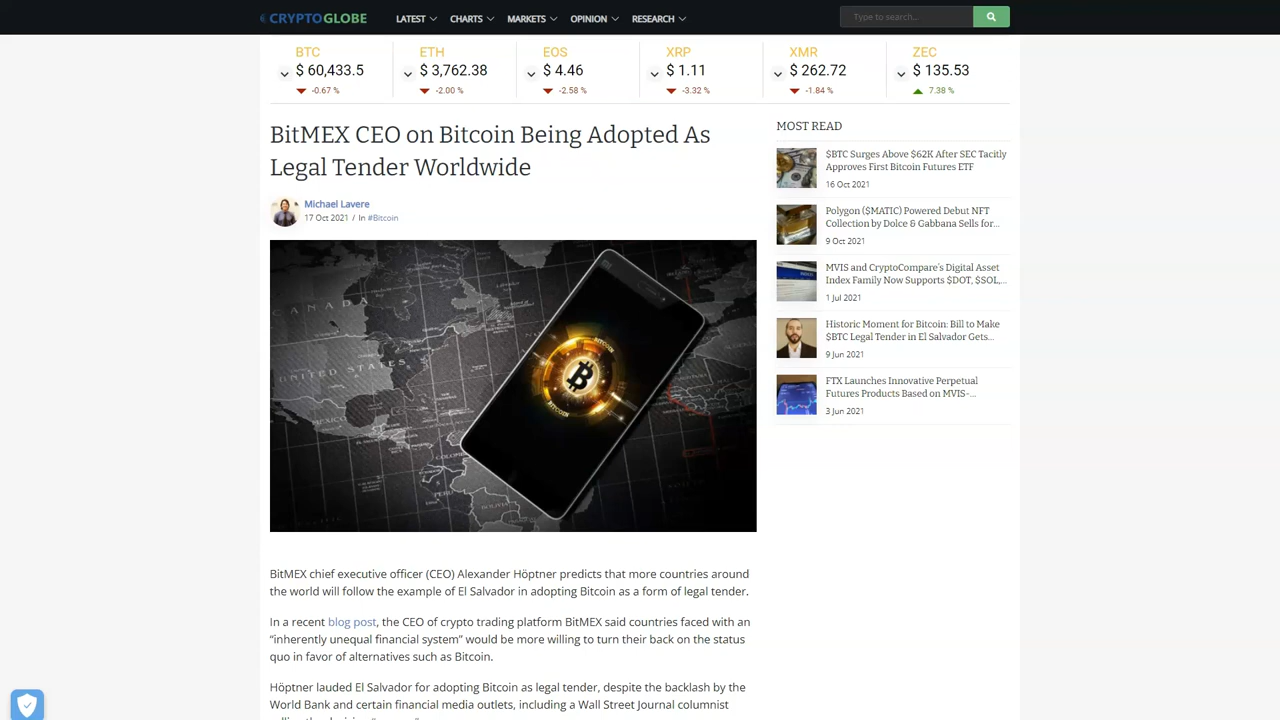 CRYPTOGLOBE
LATEST
CHARTS
MARKETS
OPINION
RESEARCH
Type to search...
BTC
$ 60,433.5
-0.67 %
ETH
$ 3,762.38
-2.00 %
EOS
$ 4.46
-2.58 %
XRP
$ 1.11
-3.32 %
XMR
$ 262.72
-1.84 %
ZEC
$ 135.53
7.38 %
BitMEX CEO on Bitcoin Being Adopted As
Legal Tender Worldwide
Michael Lavere
17 Oct 2021 / In #Bitcoin
CANADA
UNITED STATES
BITCOIN
BITCOIN
BitMEX chief executive officer (CEO) Alexander Höptner predicts that more countries around
the world will follow the example of El Salvador in adopting Bitcoin as a form of legal tender.
In a recent blog post, the CEO of crypto trading platform BitMEX said countries faced with an
“inherently unequal financial system” would be more willing to turn their back on the status
quo in favor of alternatives such as Bitcoin.
Höptner lauded El Salvador for adopting Bitcoin as legal tender, despite the backlash by the
World Bank and certain financial media outlets, including a Wall Street Journal columnist
MOST READ
$BTC Surges Above $62K After SEC Tacitly
Approves First Bitcoin Futures ETF
16 Oct 2021
Polygon ($MATIC) Powered Debut NFT
Collection by Dolce & Gabbana Sells for...
9 Oct 2021
MVIS and CryptoCompare's Digital Asset
Index Family Now Supports $DOT, $SOL,...
1 Jul 2021
Historic Moment for Bitcoin: Bill to Make
$BTC Legal Tender in El Salvador Gets...
9 Jun 2021
FTX Launches Innovative Perpetual
Futures Products Based on MVIS-...
3 Jun 2021